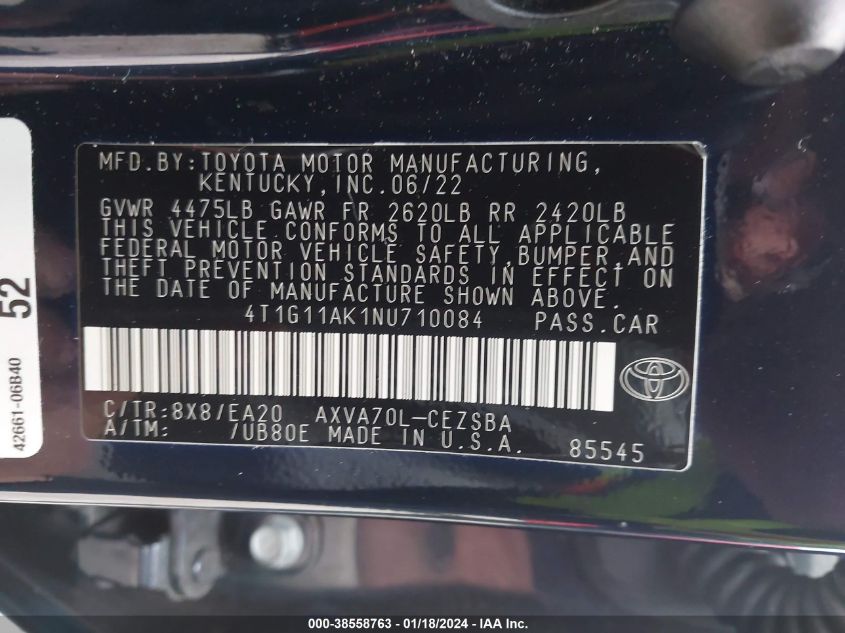 MFD.BY:TOYOTA MOTOR MANUFACTURING,
KENTUCKY,INC.06/22
GVWR 4475LB GAWR FR 2620LB RR 2420LB
THIS VEHICLE CONFORMS TO ALL APPLICABLE
FEDERAL MOTOR VEHICLE SAFETY,BUMPER,AND
THEFT PREVENTION STANDARDS IN EFFECT ON
THE DATE OF MANUFACTURE SHOWN ABOVE.
4T1G11AK1NU710084 PASS.CAR
C/TR:8X8/EA20 AXVA70L-CEZSBA
A/TM: /UB80E MADE IN U.S.A. 85545
52
42661-06B40
000-38558763 - 01/18/2024 - IAA Inc.